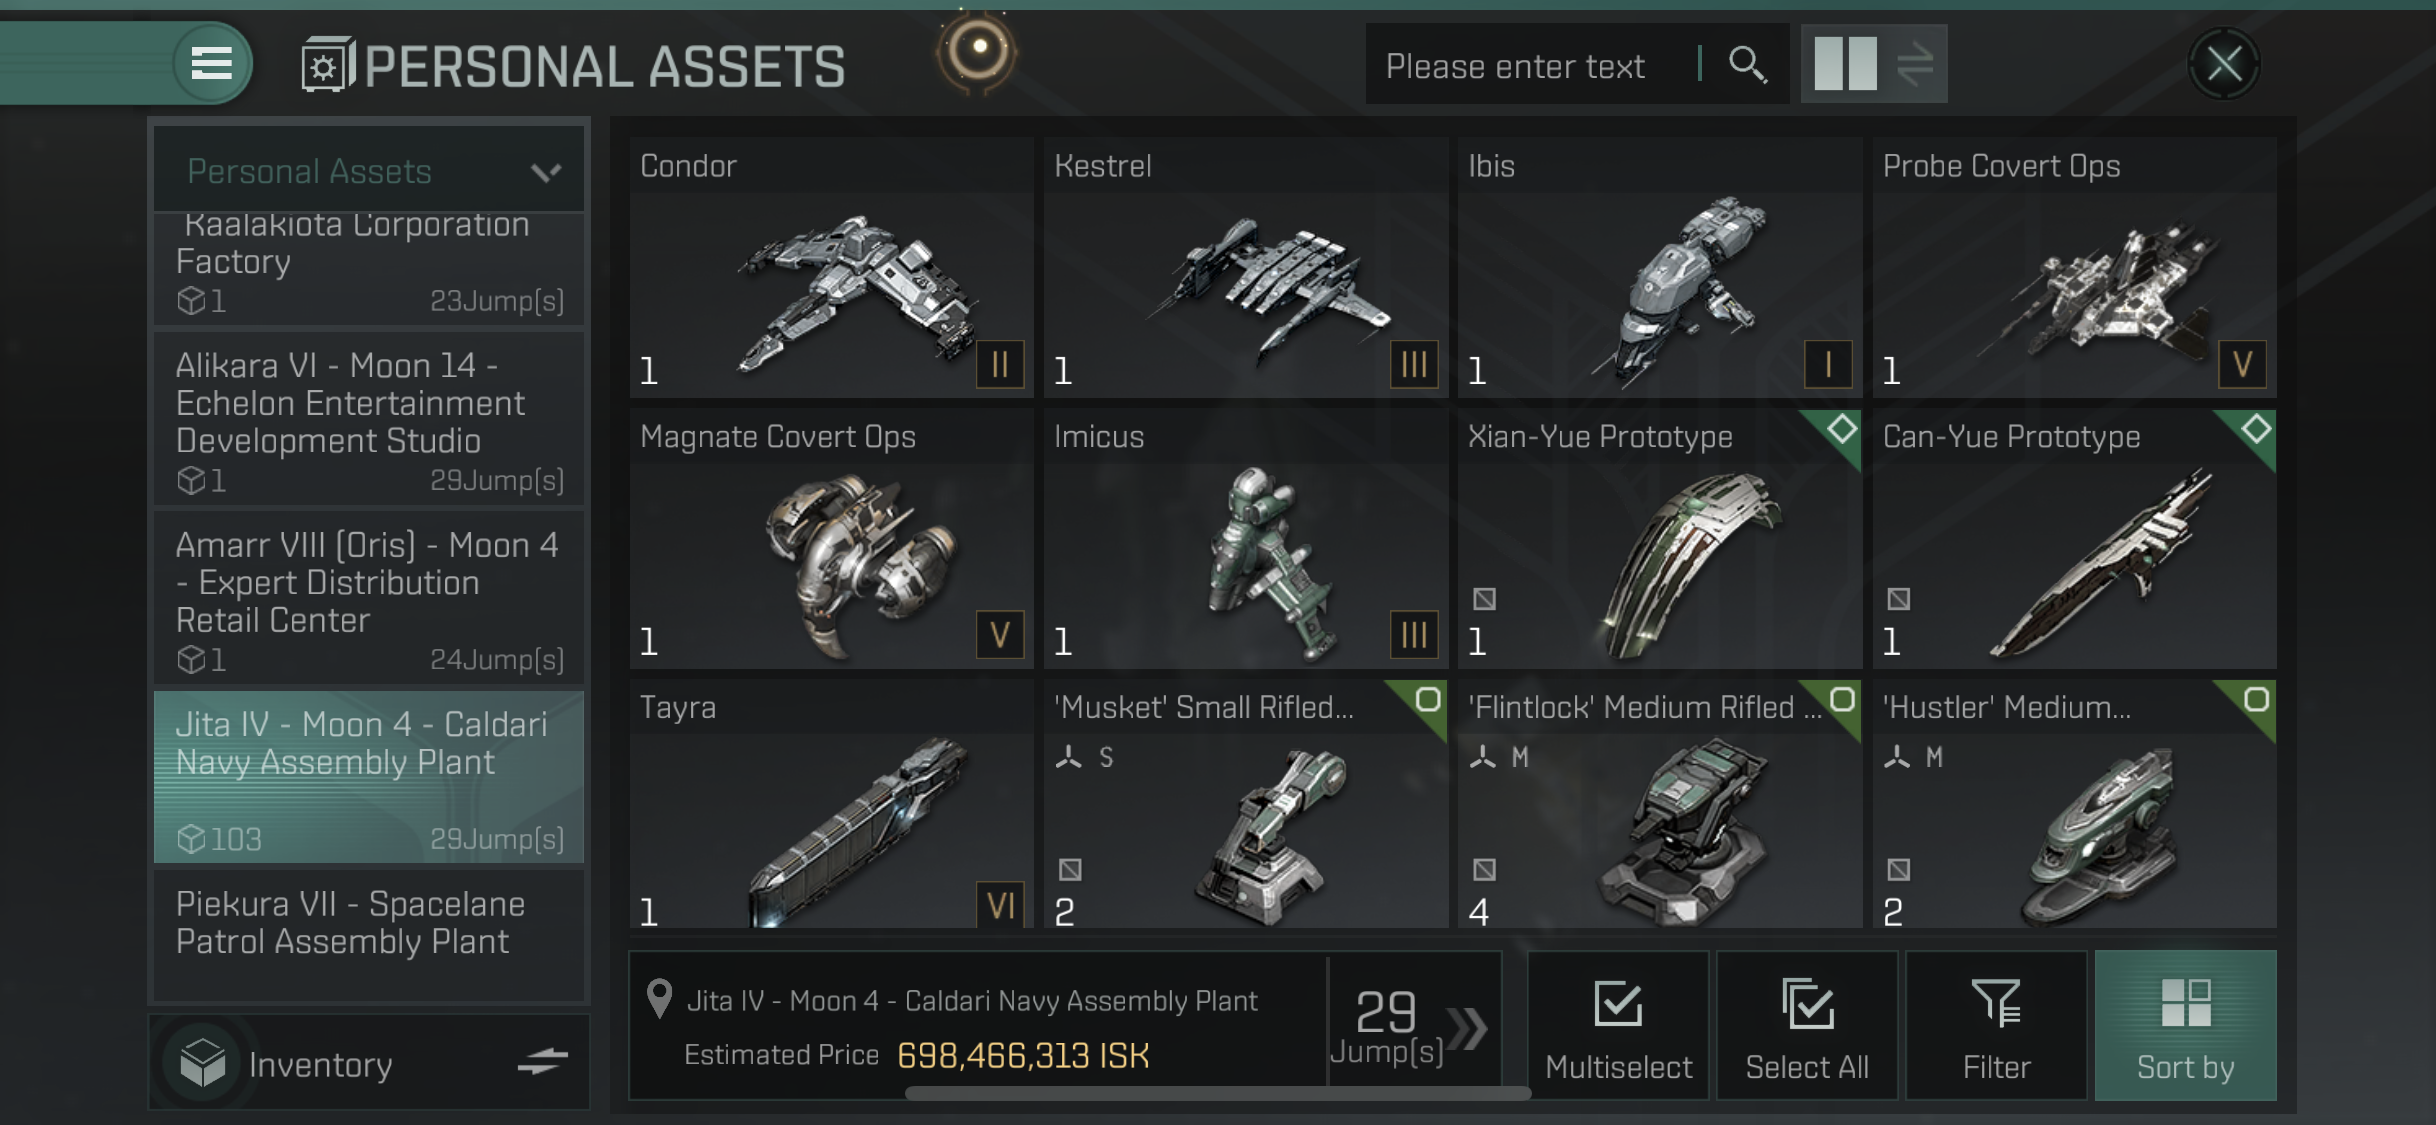 PERSONAL ASSETS
Please enter text
Personal Assets
Kaalakiota Corporation
Factory
1
23Jump(s)
Alikara VI - Moon 14 -
Echelon Entertainment
Development Studio
1
29Jump(s)
Amarr VIII (Oris) - Moon 4
- Expert Distribution
Retail Center
1
24Jump(s)
Jita IV - Moon 4 - Caldari
Navy Assembly Plant
103
29Jump(s)
Piekura VII - Spacelane
Patrol Assembly Plant
Inventory
Condor
1
II
Kestrel
1
III
Ibis
1
I
Probe Covert Ops
1
V
Magnate Covert Ops
1
V
Imicus
1
III
Xian-Yue Prototype
1
Can-Yue Prototype
1
Tayra
1
VI
'Musket' Small Rifled...
S
2
'Flintlock' Medium Rifled ...
M
4
'Hustler' Medium...
M
2
Jita IV - Moon 4 - Caldari Navy Assembly Plant
Estimated Price 698,466,313 ISK
29
Jump(s)
Multiselect
Select All
Filter
Sort by